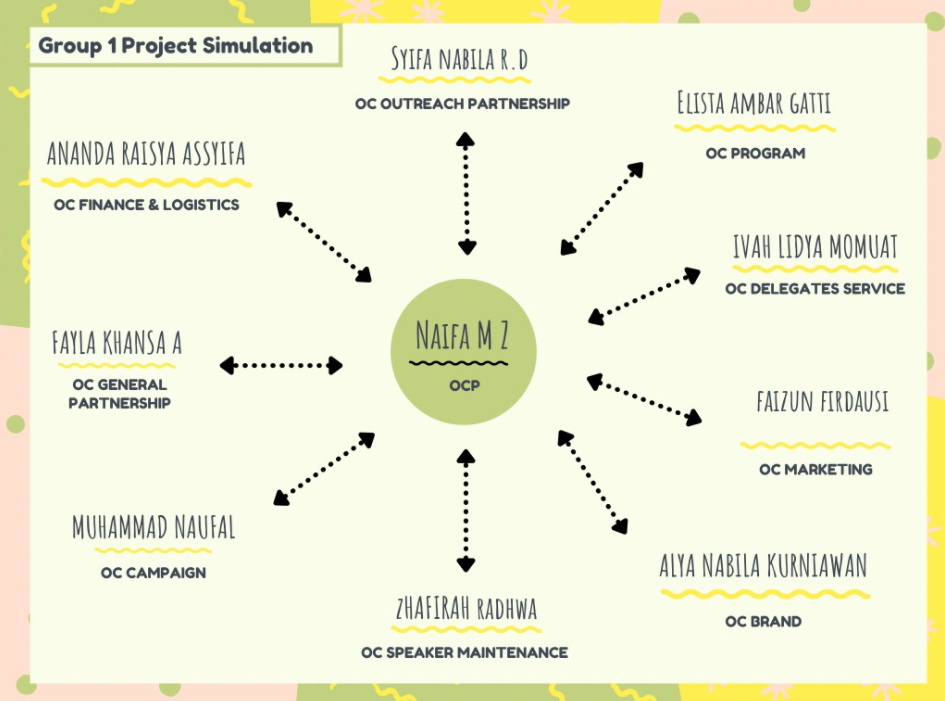 Group 1 Project Simulation
Syifa nabila R.D
OC OUTREACH PARTNERSHIP
Elista ambar gatti
OC PROGRAM
ANANDA RAISYA ASSYIFA
OC FINANCE & LOGISTICS
IVAH LIDYA MOMUAT
OC DELEGATES SERVICE
Naifa M Z
OCP
FAYLA KHANSA A
OC GENERAL
PARTNERSHIP
FAIZUN FIRDAUSI
OC MARKETING
MUHAMMAD NAUFAL
OC CAMPAIGN
ALYA NABILA KURNIAWAN
OC BRAND
zHAFIRAH RADHWA
OC SPEAKER MAINTENANCE